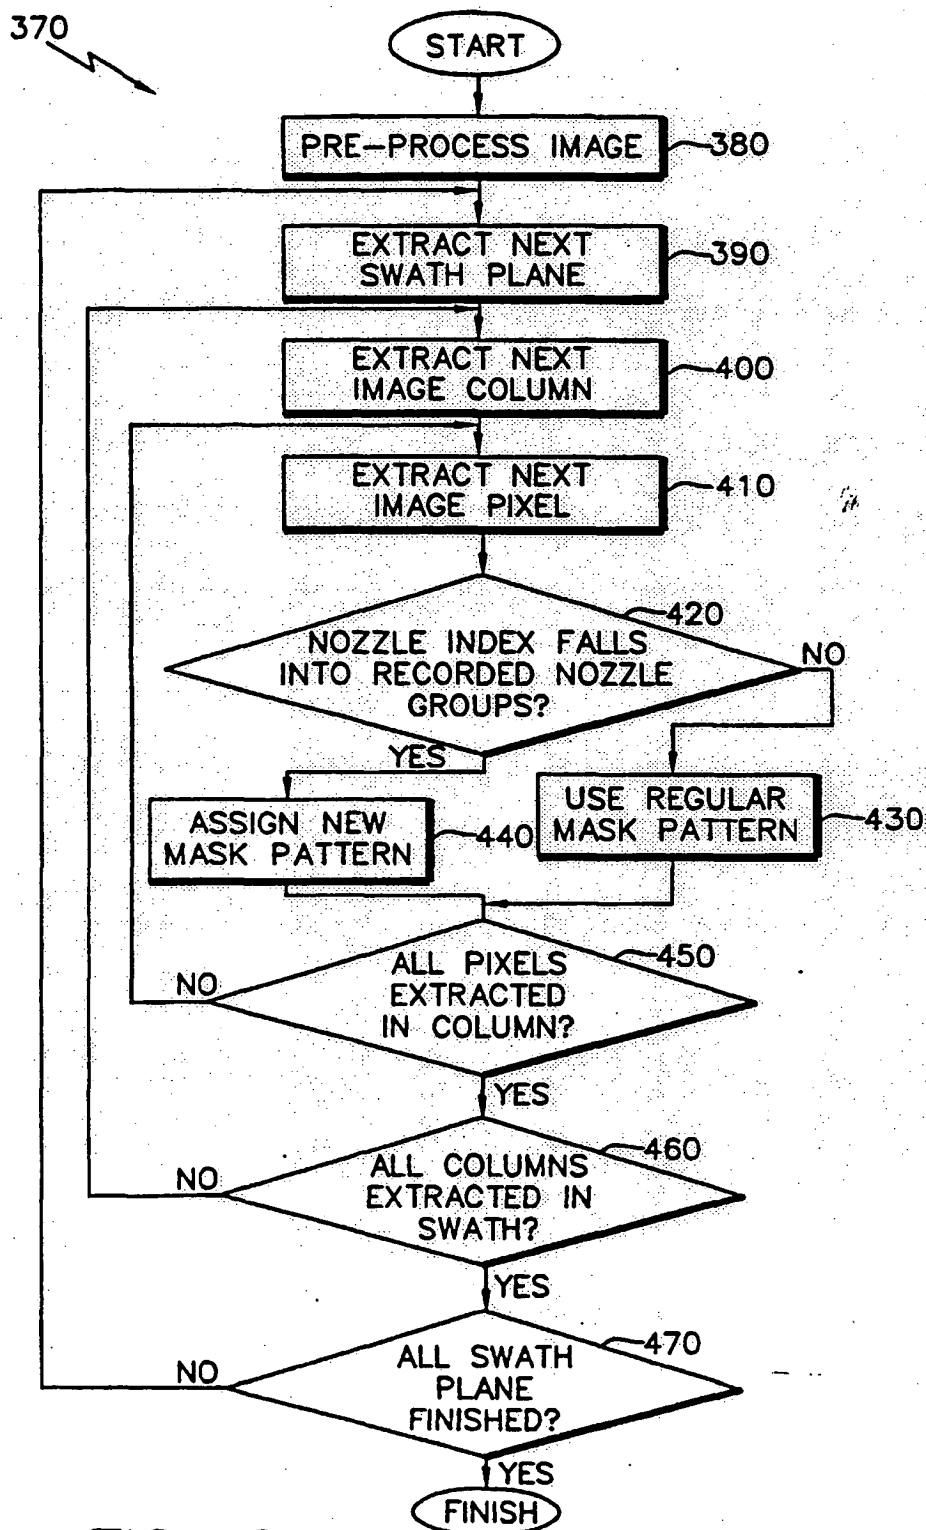 370
START
PRE-PROCESS IMAGE
380
EXTRACT NEXT
SWATH PLANE
390
EXTRACT NEXT
IMAGE COLUMN
400
EXTRACT NEXT
IMAGE PIXEL
410
420
NOZZLE INDEX FALLS
INTO RECORDED NOZZLE
GROUPS?
NO
YES
ASSIGN NEW
MASK PATTERN
440
USE REGULAR
MASK PATTERN
430
450
ALL PIXELS
EXTRACTED
IN COLUMN?
NO
YES
460
ALL COLUMNS
EXTRACTED IN
SWATH?
NO
YES
470
ALL SWATH
PLANE
FINISHED?
NO
YES
FINISH